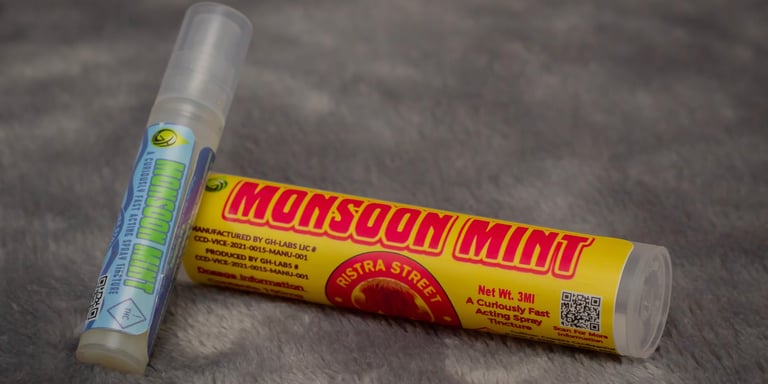 MONSOON MINT
A CURIOUSLY FAST ACTING SPRAY TINCTURE
THC
MONSOON MINT
MANUFACTURED BY GH-LABS LIC #
CCD-VICE-2021-0015-MANU-001
PRODUCED BY GH-LABS #
CCD-VICE-2021-0015-MANU-001
Dosage Information
RISTRA STREET
Net Wt. 3Ml
A Curiously Fast
Acting Spray
Tincture
Scan For More
Information